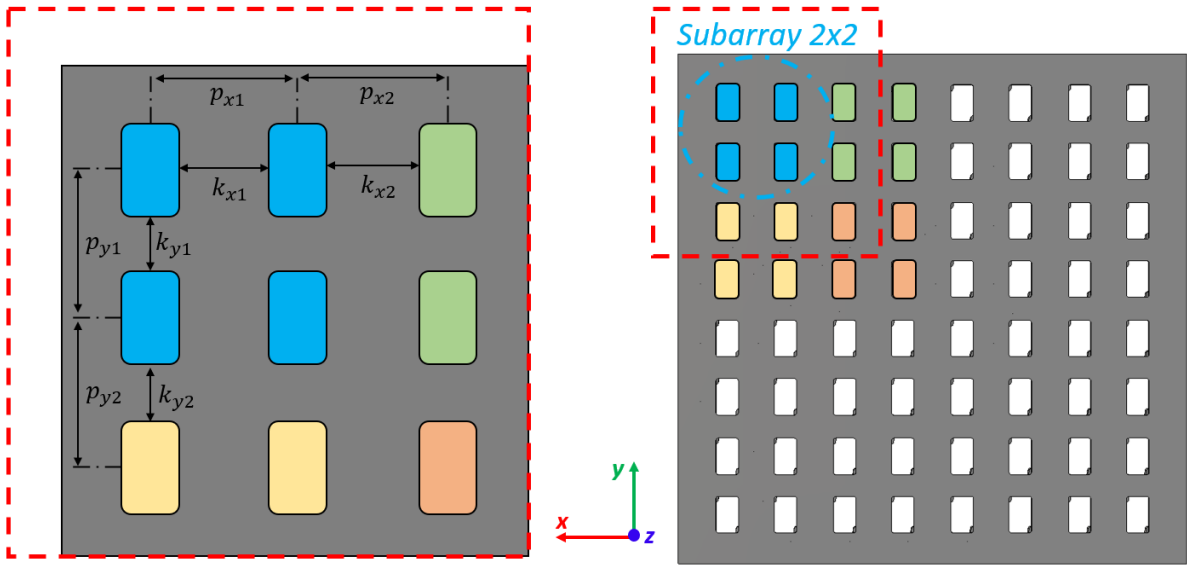 Subarray 2x2
p_{x1} p_{x2}
k_{x1} k_{x2}
p_{y1} k_{y1}
p_{y2} k_{y2}
y
x z